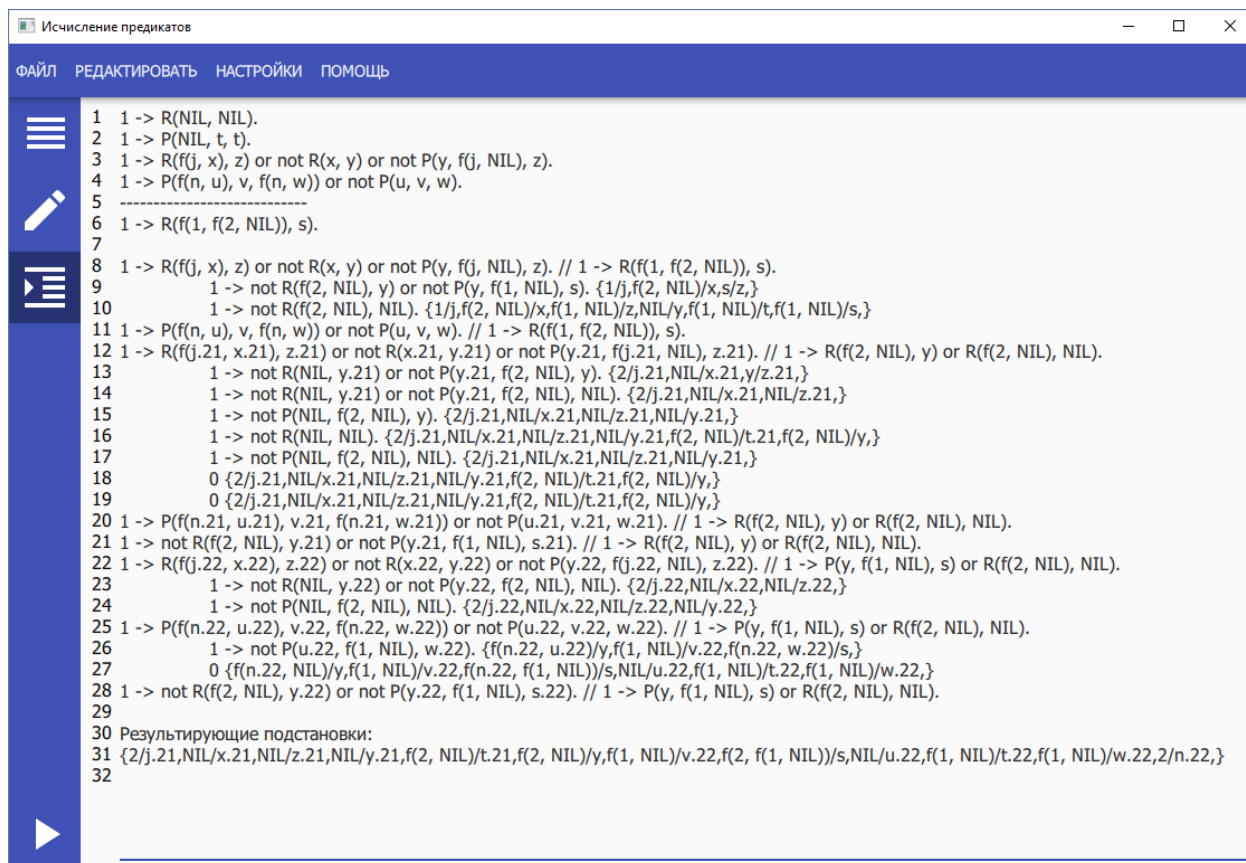 Исчисление предикатов
ФАЙЛ РЕДАКТИРОВАТЬ НАСТРОЙКИ ПОМОЩЬ
1 1 -> R(NIL, NIL).
2 1 -> P(NIL, t, t).
3 1 -> R(f(j, x), z) or not R(x, y) or not P(y, f(j, NIL), z).
4 1 -> P(f(n, u), v, f(n, w)) or not P(u, v, w).
5 ----------------------------
6 1 -> R(f(1, f(2, NIL)), s).
7
8 1 -> R(f(j, x), z) or not R(x, y) or not P(y, f(j, NIL), z). // 1 -> R(f(1, f(2, NIL)), s).
9 1 -> not R(f(2, NIL), y) or not P(y, f(1, NIL), s). {1/j,f(2, NIL)/x,s/z,}
10 1 -> not R(f(2, NIL), NIL). {1/j,f(2, NIL)/x,f(1, NIL)/z,NIL/y,f(1, NIL)/t,f(1, NIL)/s,}
11 1 -> P(f(n, u), v, f(n, w)) or not P(u, v, w). // 1 -> R(f(1, f(2, NIL)), s).
12 1 -> R(f(j.21, x.21), z.21) or not R(x.21, y.21) or not P(y.21, f(j.21, NIL), z.21). // 1 -> R(f(2, NIL), y) or R(f(2, NIL), NIL).
13 1 -> not R(NIL, y.21) or not P(y.21, f(2, NIL), y). {2/j.21,NIL/x.21,y/z.21,}
14 1 -> not R(NIL, y.21) or not P(y.21, f(2, NIL), NIL). {2/j.21,NIL/x.21,NIL/z.21,}
15 1 -> not P(NIL, f(2, NIL), y). {2/j.21,NIL/x.21,NIL/z.21,NIL/y.21,}
16 1 -> not R(NIL, NIL). {2/j.21,NIL/x.21,NIL/z.21,NIL/y.21,f(2, NIL)/t.21,f(2, NIL)/y,}
17 1 -> not P(NIL, f(2, NIL), NIL). {2/j.21,NIL/x.21,NIL/z.21,NIL/y.21,}
18 0 {2/j.21,NIL/x.21,NIL/z.21,NIL/y.21,f(2, NIL)/t.21,f(2, NIL)/y,}
19 0 {2/j.21,NIL/x.21,NIL/z.21,NIL/y.21,f(2, NIL)/t.21,f(2, NIL)/y,}
20 1 -> P(f(n.21, u.21), v.21, f(n.21, w.21)) or not P(u.21, v.21, w.21). // 1 -> R(f(2, NIL), y) or R(f(2, NIL), NIL).
21 1 -> not R(f(2, NIL), y.21) or not P(y.21, f(1, NIL), s.21). // 1 -> R(f(2, NIL), y) or R(f(2, NIL), NIL).
22 1 -> R(f(j.22, x.22), z.22) or not R(x.22, y.22) or not P(y.22, f(j.22, NIL), z.22). // 1 -> P(y, f(1, NIL), s) or R(f(2, NIL), NIL).
23 1 -> not R(NIL, y.22) or not P(y.22, f(2, NIL), NIL). {2/j.22,NIL/x.22,NIL/z.22,}
24 1 -> not P(NIL, f(2, NIL), NIL). {2/j.22,NIL/x.22,NIL/z.22,NIL/y.22,}
25 1 -> P(f(n.22, u.22), v.22, f(n.22, w.22)) or not P(u.22, v.22, w.22). // 1 -> P(y, f(1, NIL), s) or R(f(2, NIL), NIL).
26 1 -> not P(u.22, f(1, NIL), w.22). {f(n.22, u.22)/y,f(1, NIL)/v.22,f(n.22, w.22)/s,}
27 0 {f(n.22, NIL)/y,f(1, NIL)/v.22,f(n.22, f(1, NIL))/s,NIL/u.22,f(1, NIL)/t.22,f(1, NIL)/w.22,}
28 1 -> not R(f(2, NIL), y.22) or not P(y.22, f(1, NIL), s.22). // 1 -> P(y, f(1, NIL), s) or R(f(2, NIL), NIL).
29
30 Результирующие подстановки:
31 {2/j.21,NIL/x.21,NIL/z.21,NIL/y.21,f(2, NIL)/t.21,f(2, NIL)/y,f(1, NIL)/v.22,f(2, f(1, NIL))/s,NIL/u.22,f(1, NIL)/t.22,f(1, NIL)/w.22,2/n.22,}
32